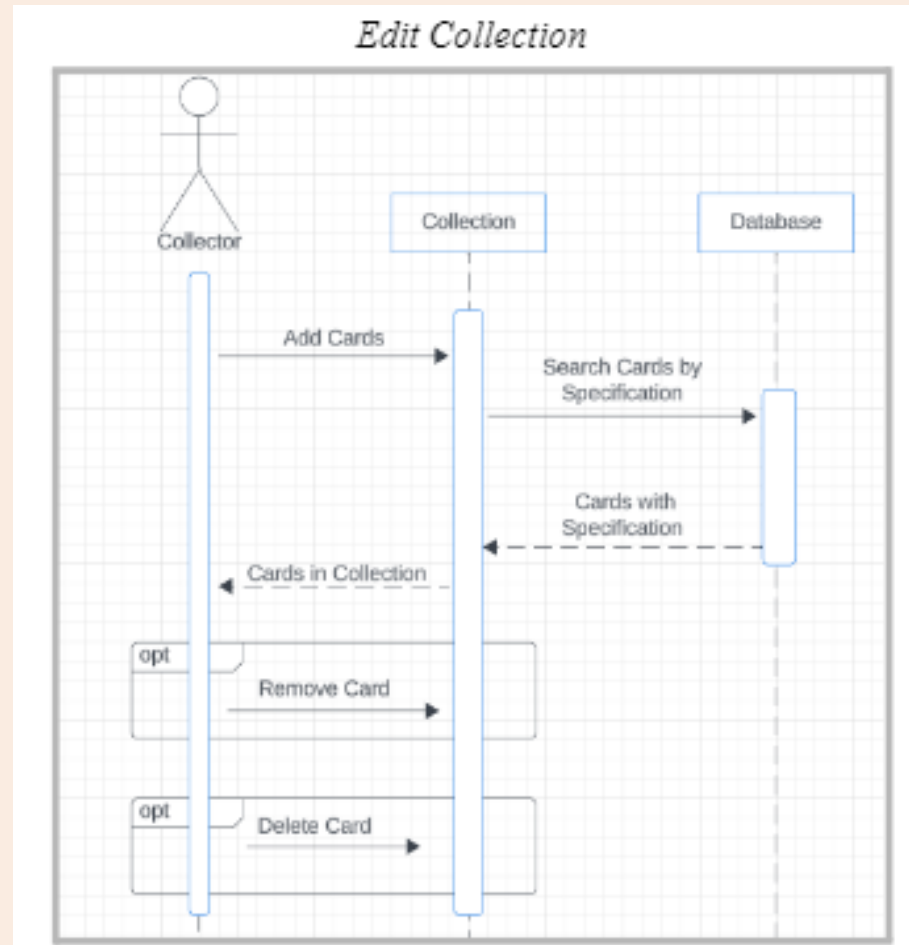 Edit Collection
Collector
Collection
Database
Add Cards
Search Cards by
Specification
Cards with
Specification
Cards in Collection
opt
Remove Card
opt
Delete Card